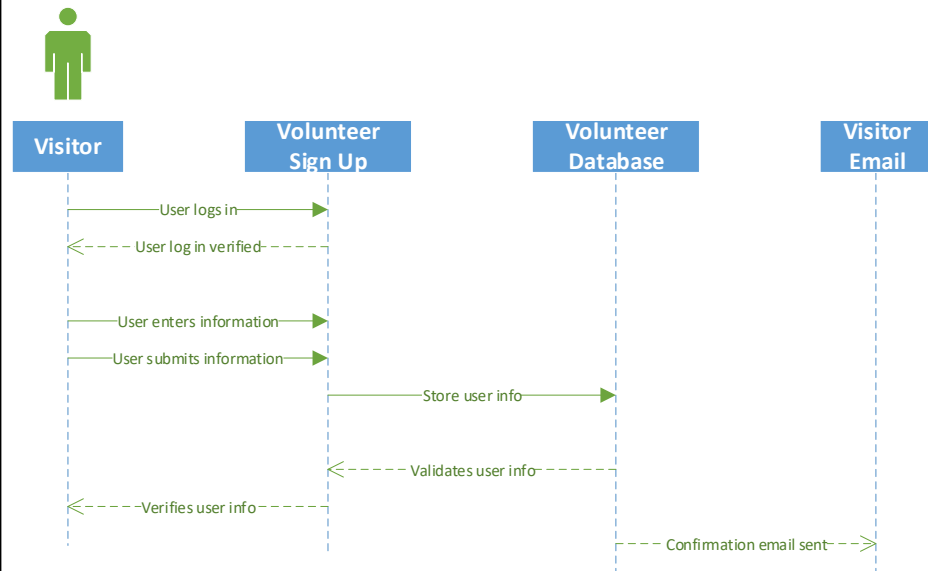 Visitor
Volunteer
Sign Up
Volunteer
Database
Visitor
Email
User logs in
User log in verified
User enters information
User submits information
Store user info
Validates user info
Verifies user info
Confirmation email sent